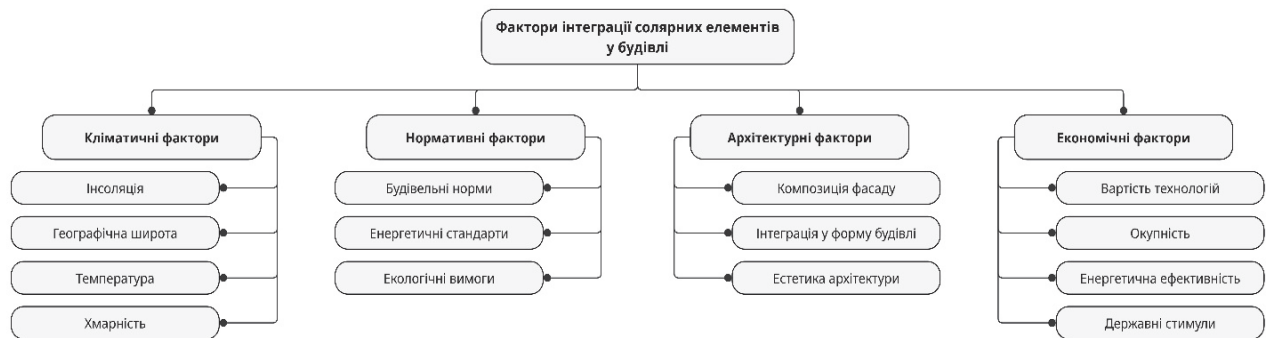 Фактори інтеграції солярних елементів
у будівлі
Кліматичні фактори
Інсоляція
Географічна широта
Температура
Хмарність
Нормативні фактори
Будівельні норми
Енергетичні стандарти
Екологічні вимоги
Архітектурні фактори
Композиція фасаду
Інтеграція у форму будівлі
Естетика архітектури
Економічні фактори
Вартість технологій
Окупність
Енергетична ефективність
Державні стимули